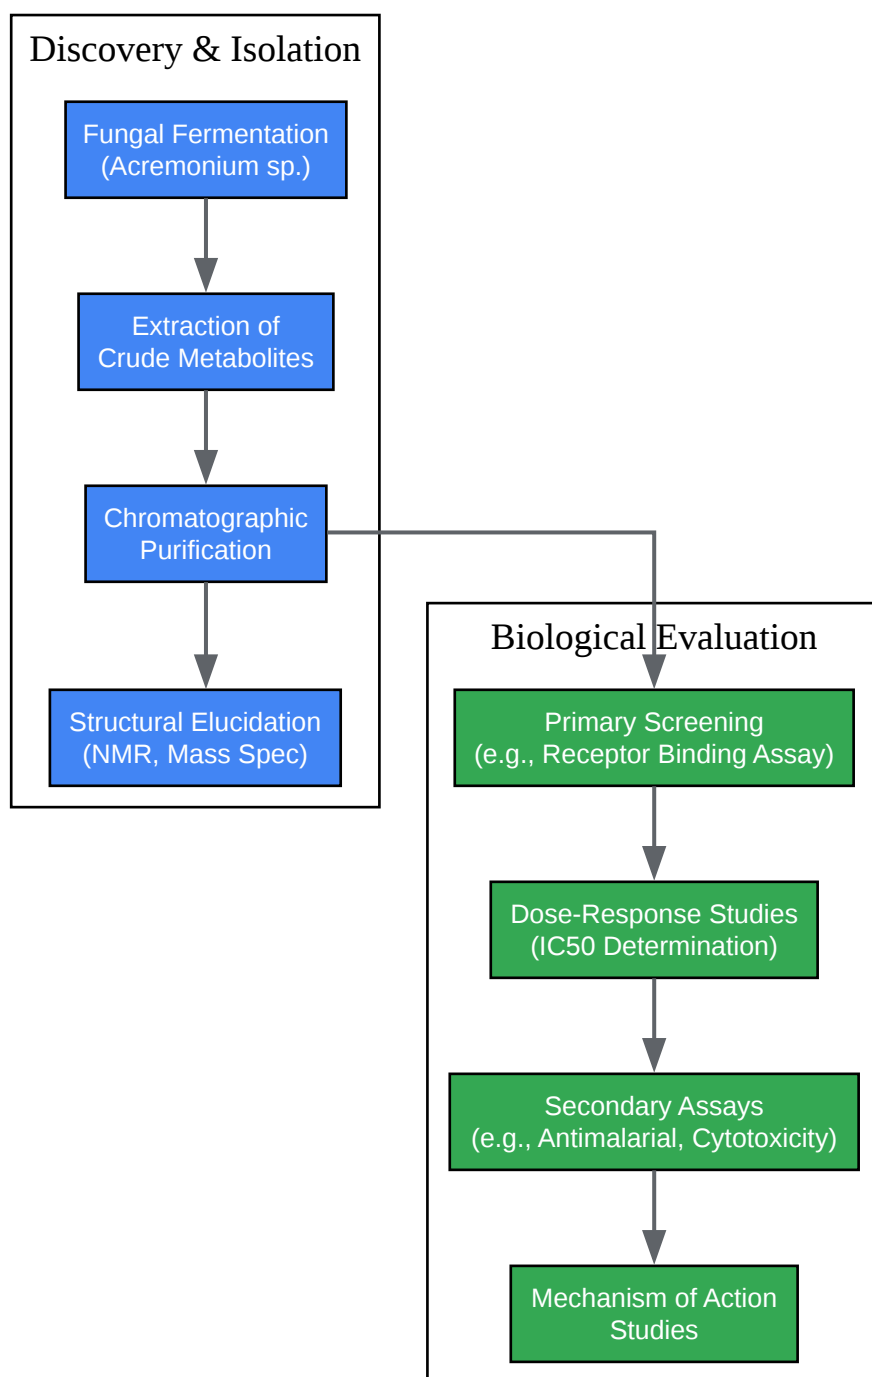 Discovery & Isolation
Fungal Fermentation
(Acremonium sp.)
Extraction of
Crude Metabolites
Chromatographic
Purification
Structural Elucidation
(NMR, Mass Spec)
Biological Evaluation
Primary Screening
(e.g., Receptor Binding Assay)
Dose-Response Studies
(IC50 Determination)
Secondary Assays
(e.g., Antimalarial, Cytotoxicity)
Mechanism of Action
Studies